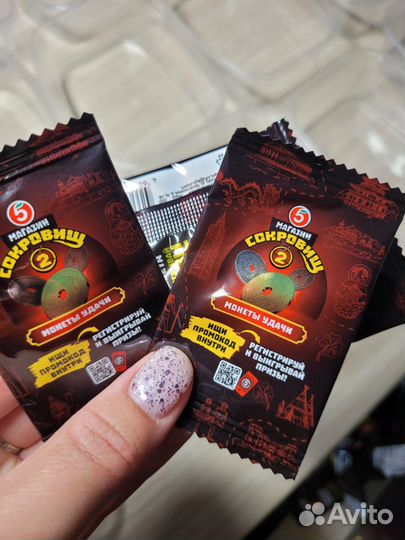 5
МАГАЗИН
СОКРОВИЩ
2
МОНЕТЫ УДАЧИ
ИЩИ
ПРОМОКОД
ВНУТРИ
РЕГИСТРИРУЙ
И ВЫИГРЫВАЙ
ПРИЗЫ!
5
МАГАЗИН
СОКРОВИЩ
2
МОНЕТЫ УДАЧИ
ИЩИ
ПРОМОКОД
ВНУТРИ
РЕГИСТРИРУЙ
И ВЫИГРЫВАЙ
ПРИЗЫ!
Avito